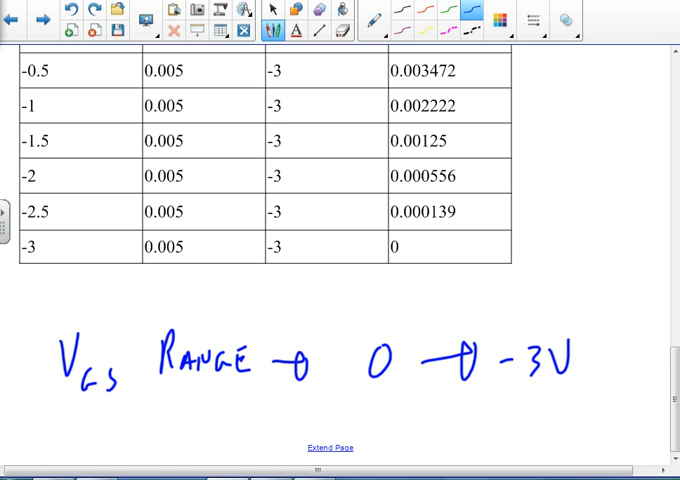 -0.5 0.005 -3 0.003472
-1 0.005 -3 0.002222
-1.5 0.005 -3 0.00125
-2 0.005 -3 0.000556
-2.5 0.005 -3 0.000139
-3 0.005 -3 0
VGS RANGE → 0 → -3V
Extend Page